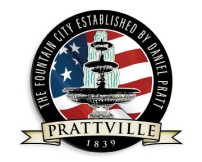 THE FOUNTAIN CITY ESTABLISHED BY DANIEL PRATT
PRATTVILLE
1839